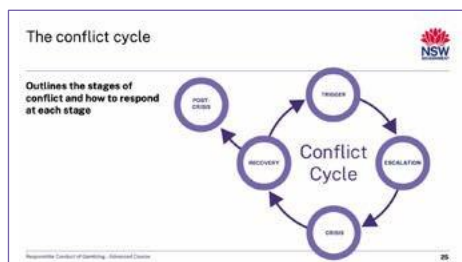 The conflict cycle
NSW
GOVERNMENT
Outlines the stages of
conflict and how to respond
at each stage
POST-
CRISIS
TRIGGER
RECOVERY
Conflict
Cycle
ESCALATION
CRISIS
Responsible Conduct of Gambling - Advanced Course
25